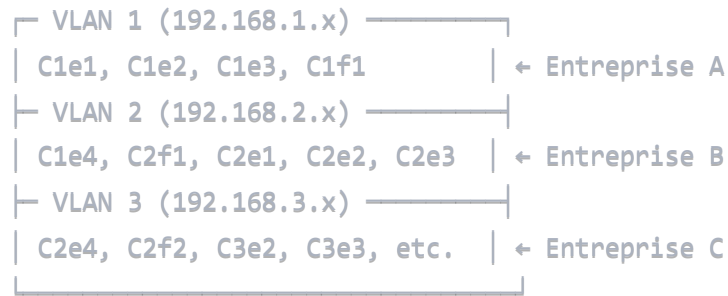 VLAN 1 (192.168.1.x)
C1e1, C1e2, C1e3, C1f1 ← Entreprise A
VLAN 2 (192.168.2.x)
C1e4, C2f1, C2e1, C2e2, C2e3 ← Entreprise B
VLAN 3 (192.168.3.x)
C2e4, C2f2, C3e2, C3e3, etc. ← Entreprise C